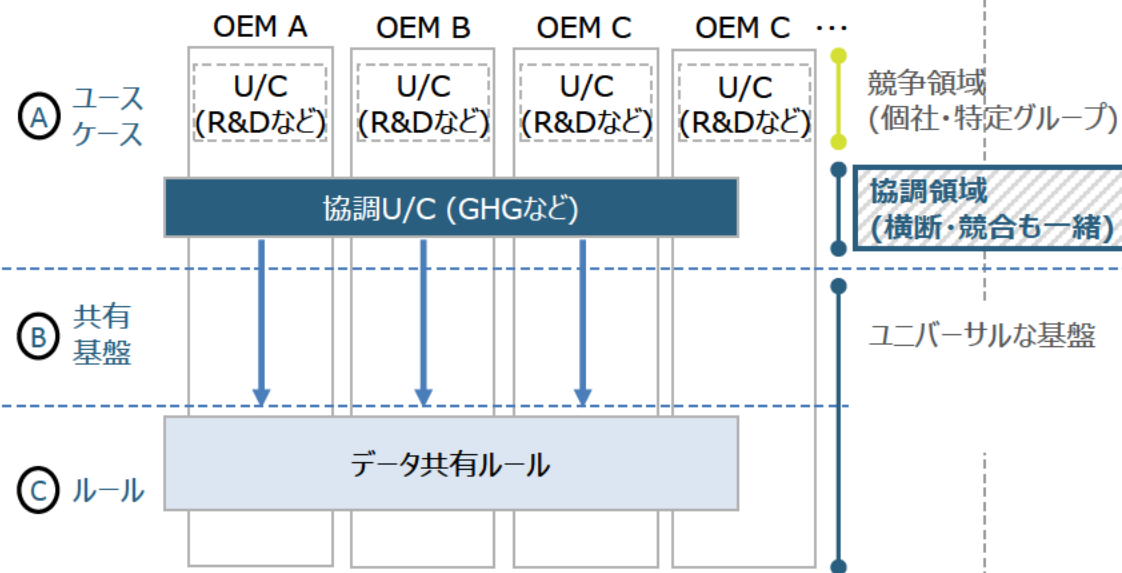 OEM A
OEM B
OEM C
OEM C
…
U/C
(R&Dなど)
U/C
(R&Dなど)
U/C
(R&Dなど)
U/C
(R&Dなど)
A
ユース
ケース
競争領域
(個社・特定グループ)
協調U/C (GHGなど)
協調領域
(横断・競合も一緒)
B
共有
基盤
ユニバーサルな基盤
C
ルール
データ共有ルール